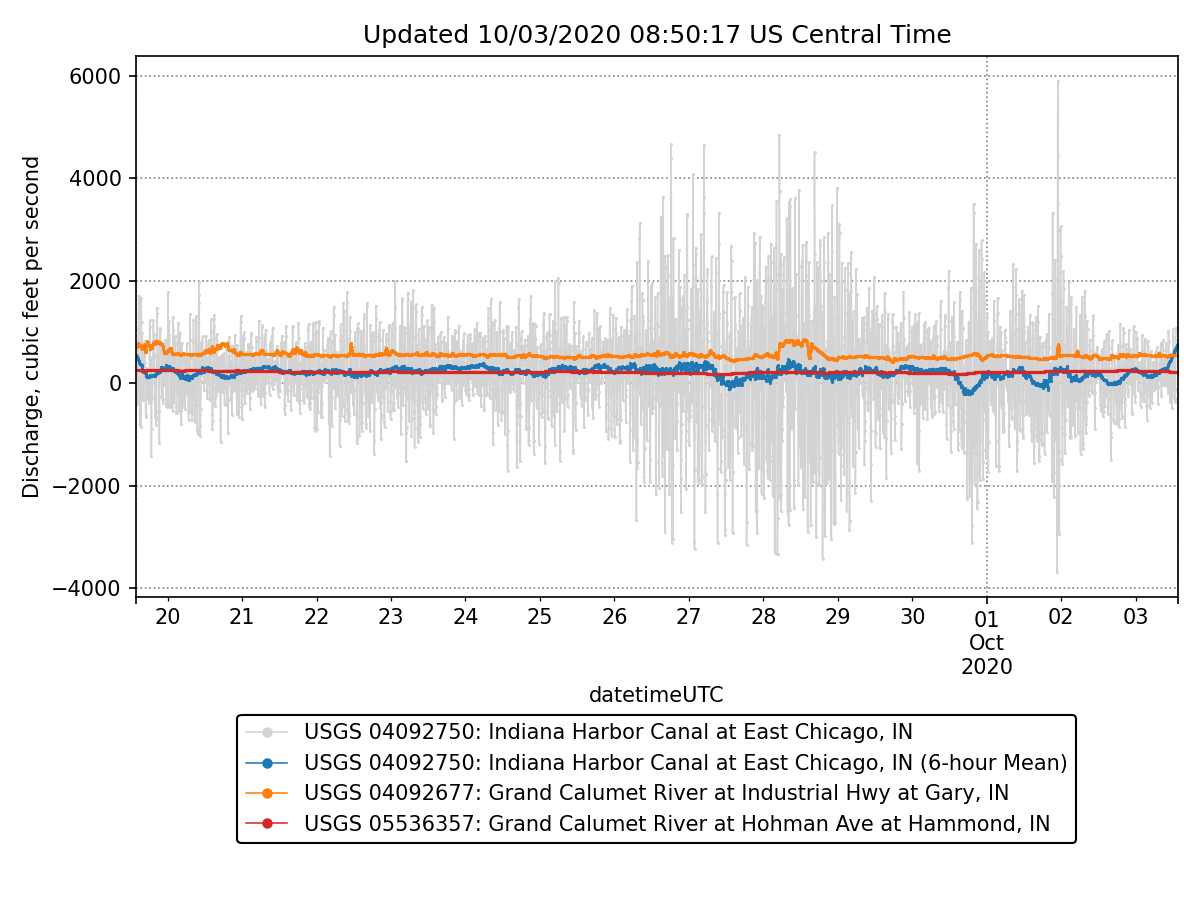 Updated 10/03/2020 08:50:17 US Central Time
Discharge, cubic feet per second
6000
4000
2000
0
−2000
−4000
20 21 22 23 24 25 26 27 28 29 30 01 02 03
Oct
2020
datetimeUTC
USGS 04092750: Indiana Harbor Canal at East Chicago, IN
USGS 04092750: Indiana Harbor Canal at East Chicago, IN (6-hour Mean)
USGS 04092677: Grand Calumet River at Industrial Hwy at Gary, IN
USGS 05536357: Grand Calumet River at Hohman Ave at Hammond, IN